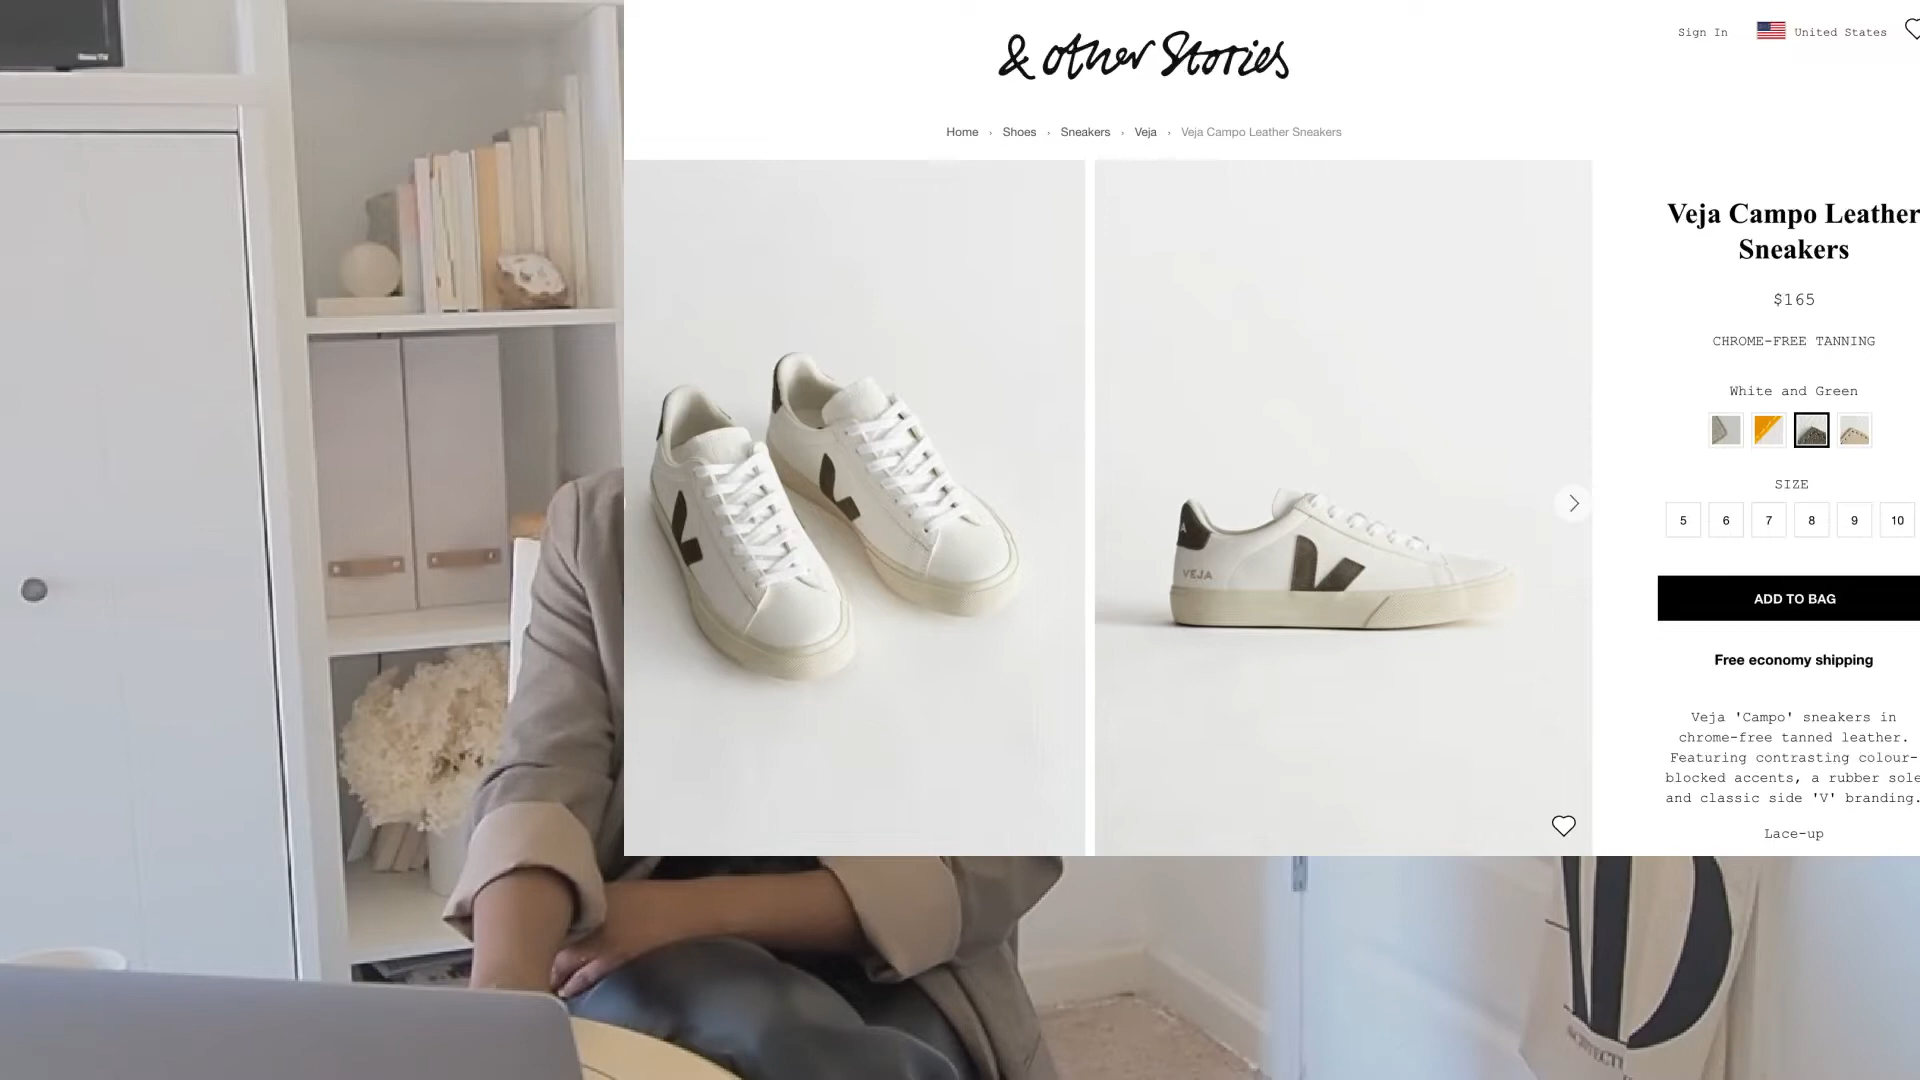 & other Stories
Sign In
United States
Home › Shoes › Sneakers › Veja › Veja Campo Leather Sneakers
Veja Campo Leather
Sneakers
$165
CHROME-FREE TANNING
White and Green
SIZE
5 6 7 8 9 10
ADD TO BAG
Free economy shipping
Veja 'Campo' sneakers in
chrome-free tanned leather.
Featuring contrasting colour-
blocked accents, a rubber sole
and classic side 'V' branding.
Lace-up
VEJA